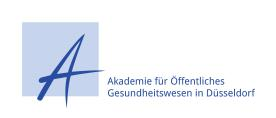 Akademie für Öffentliches
Gesundheitswesen in Düsseldorf